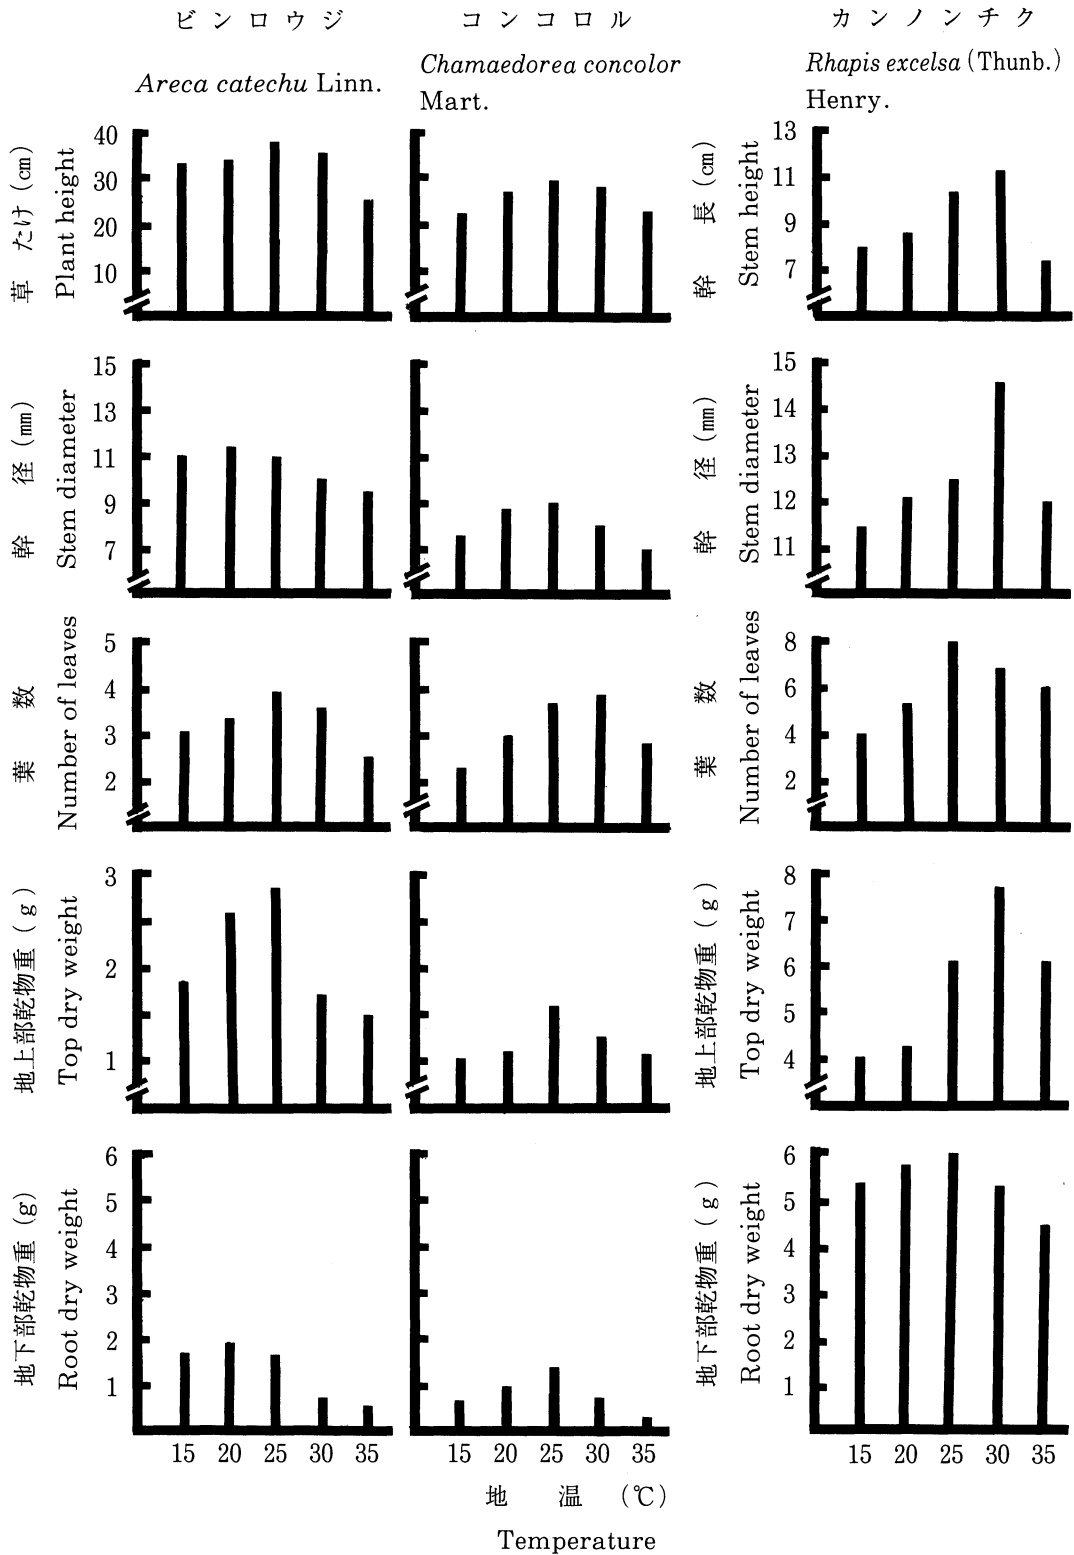 ビンロウジ
Areca catechu Linn.
コンコロル
Chamaedorea concolor
Mart.
カンノンチク
Rhapis excelsa (Thunb.)
Henry.
草たけ(㎝)
Plant height
40
30
20
10
幹長(㎝)
Stem height
13
11
9
7
幹径(㎜)
Stem diameter
15
13
11
9
7
幹径(㎜)
Stem diameter
15
14
13
12
11
葉数
Number of leaves
5
4
3
2
葉数
Number of leaves
8
6
4
2
地上部乾物重(g)
Top dry weight
3
2
1
地上部乾物重(g)
Top dry weight
8
7
6
5
4
地下部乾物重(g)
Root dry weight
6
5
4
3
2
1
地下部乾物重(g)
Root dry weight
6
5
4
3
2
1
15 20 25 30 35
15 20 25 30 35
15 20 25 30 35
地温(℃)
Temperature